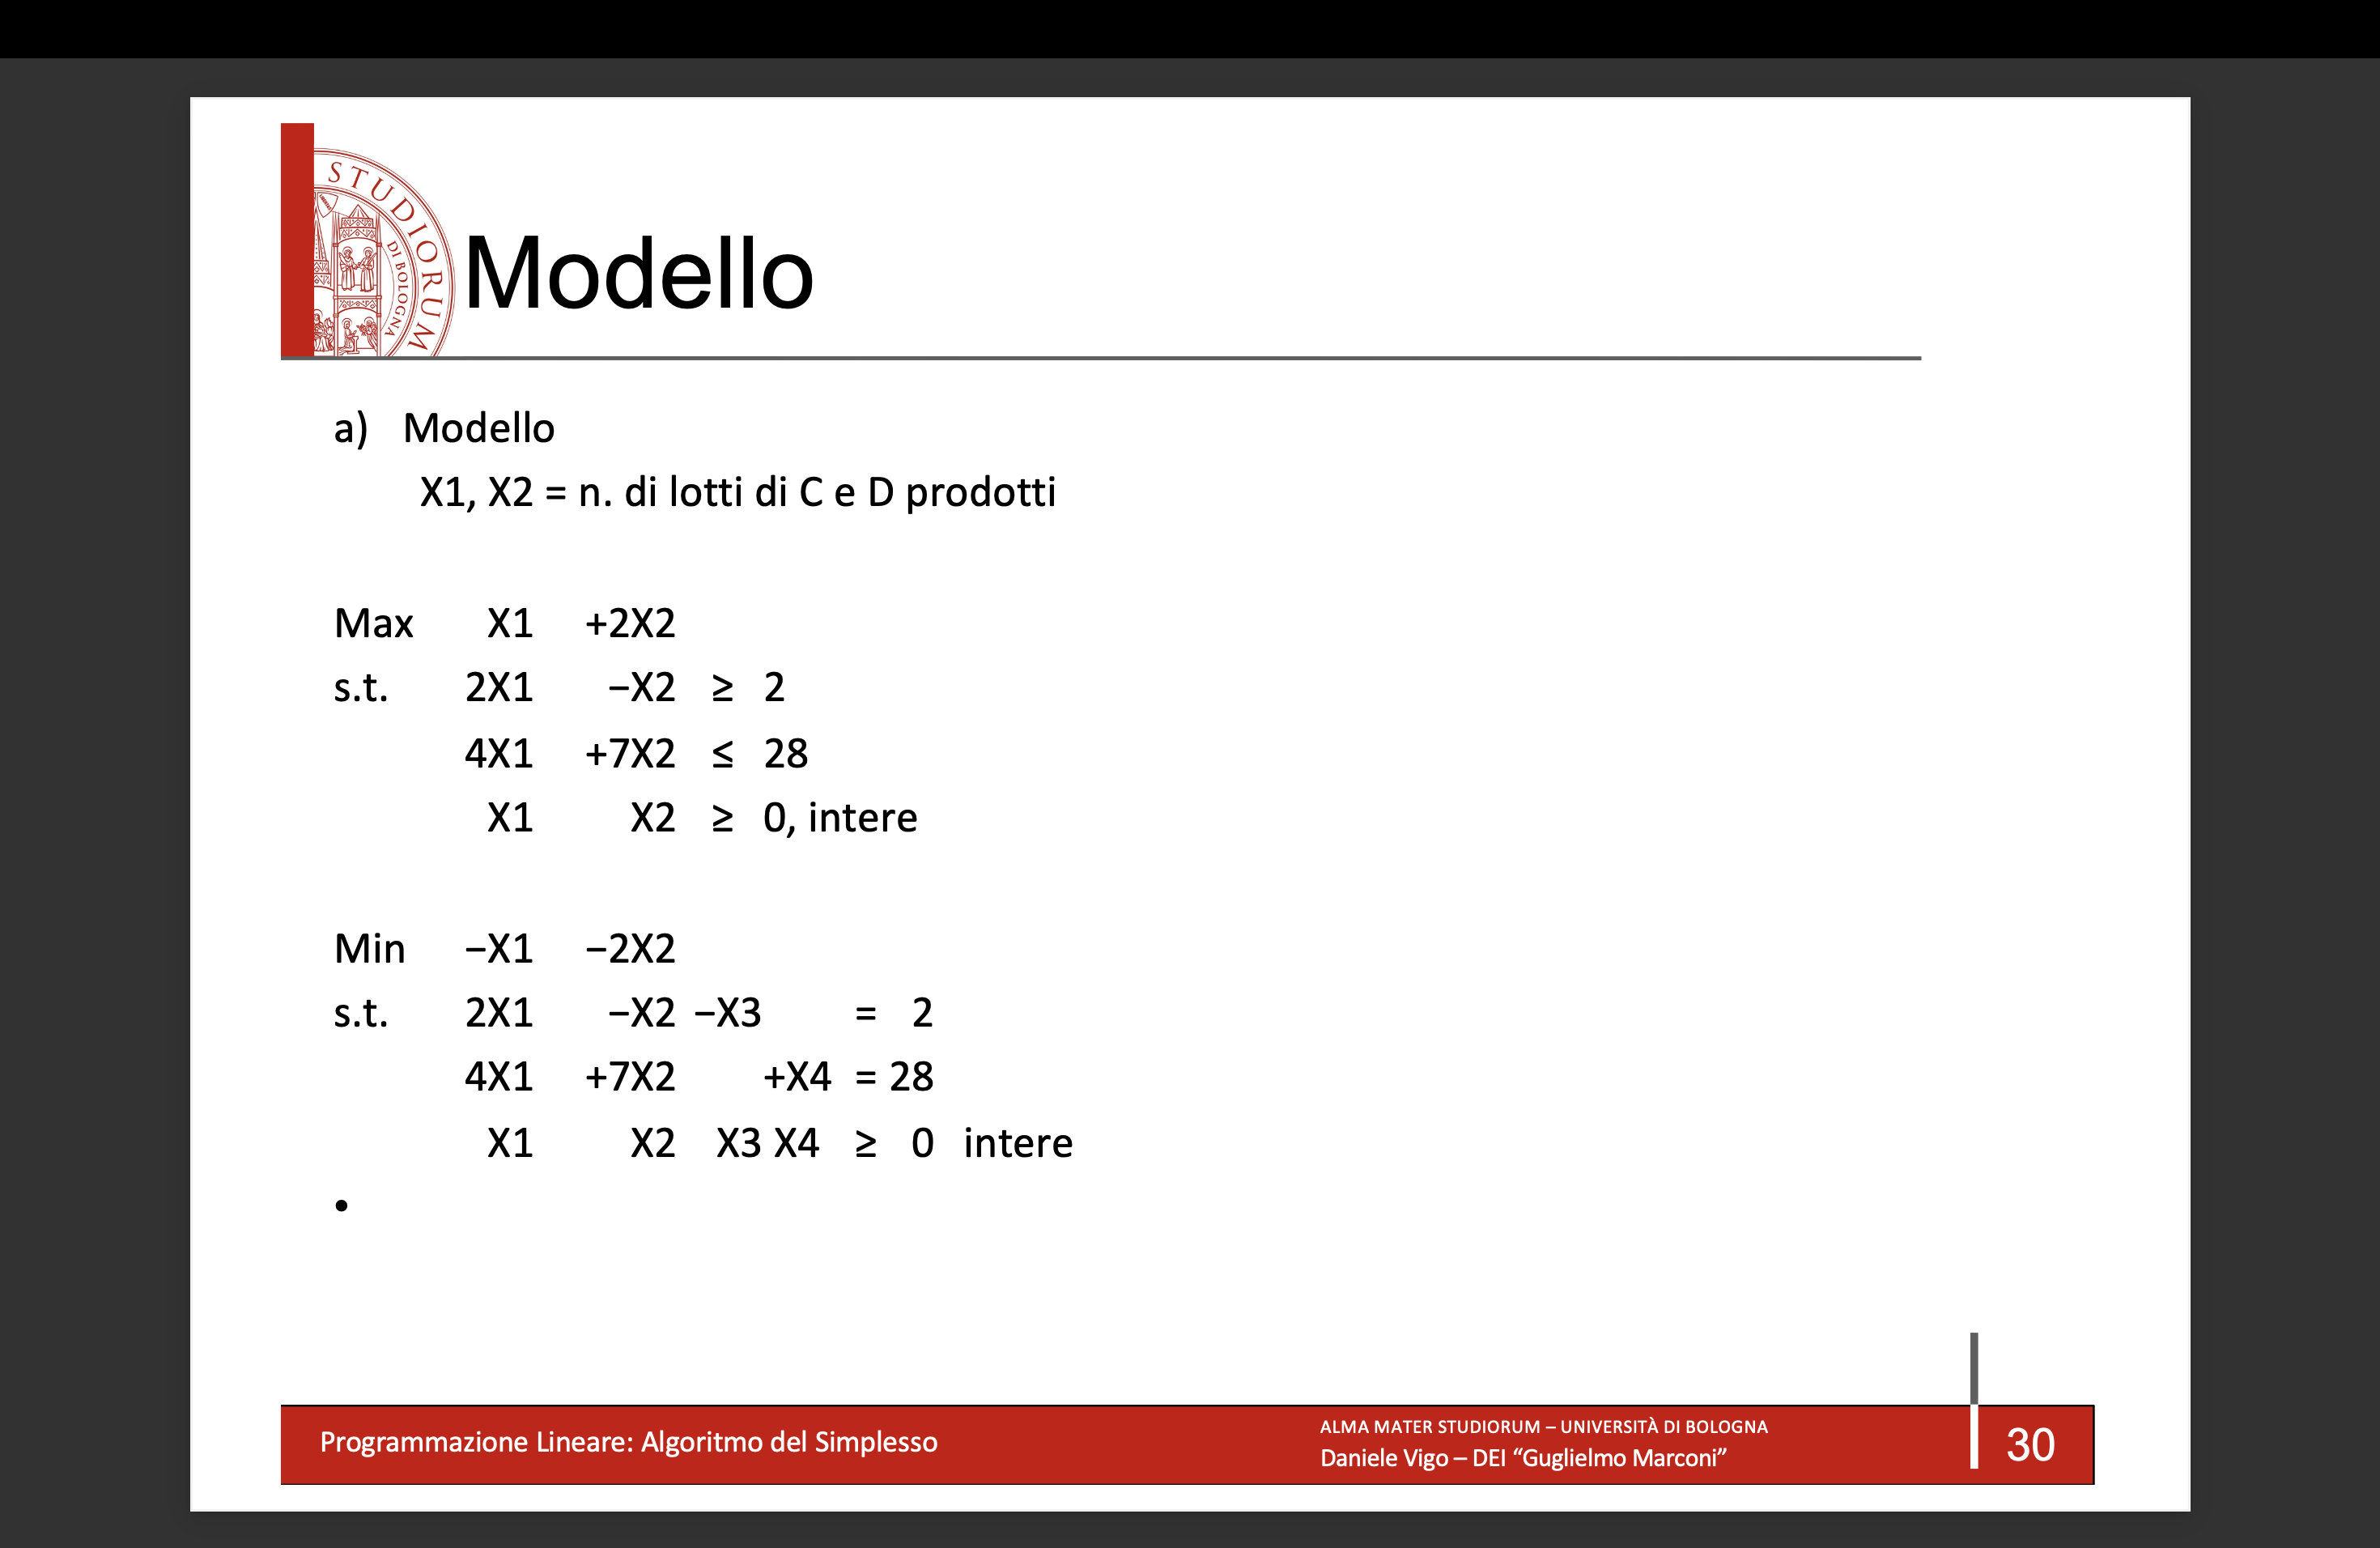 STUDIORUM
DI BOLOGNA
Modello
a) Modello
X1, X2 = n. di lotti di C e D prodotti
Max X1 +2X2
s.t. 2X1 –X2 ≥ 2
4X1 +7X2 ≤ 28
X1 X2 ≥ 0, intere
Min –X1 –2X2
s.t. 2X1 –X2 –X3 = 2
4X1 +7X2 +X4 = 28
X1 X2 X3 X4 ≥ 0 intere
•
Programmazione Lineare: Algoritmo del Simplesso
ALMA MATER STUDIORUM – UNIVERSITÀ DI BOLOGNA
Daniele Vigo – DEI “Guglielmo Marconi”
30